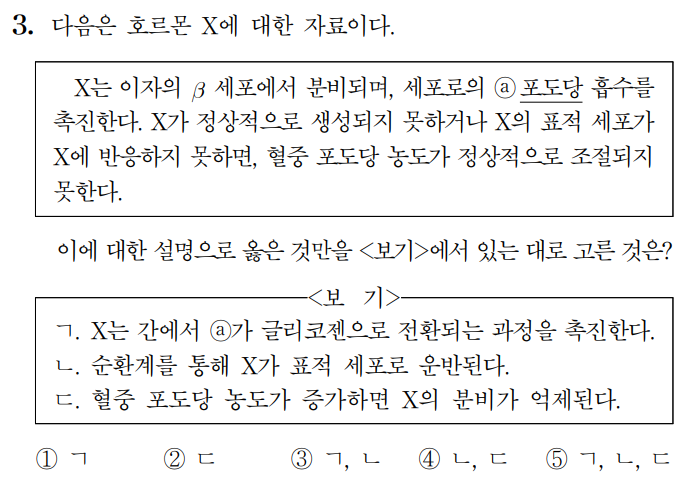 3. 다음은 호르몬 X에 대한 자료이다.
X는 이자의 β 세포에서 분비되며, 세포로의 ⓐ 포도당 흡수를
촉진한다. X가 정상적으로 생성되지 못하거나 X의 표적 세포가
X에 반응하지 못하면, 혈중 포도당 농도가 정상적으로 조절되지
못한다.
이에 대한 설명으로 옳은 것만을 <보기>에서 있는 대로 고른 것은?
<보 기>
ㄱ. X는 간에서 ⓐ가 글리코젠으로 전환되는 과정을 촉진한다.
ㄴ. 순환계를 통해 X가 표적 세포로 운반된다.
ㄷ. 혈중 포도당 농도가 증가하면 X의 분비가 억제된다.
① ㄱ ② ㄷ ③ ㄱ, ㄴ ④ ㄴ, ㄷ ⑤ ㄱ, ㄴ, ㄷ